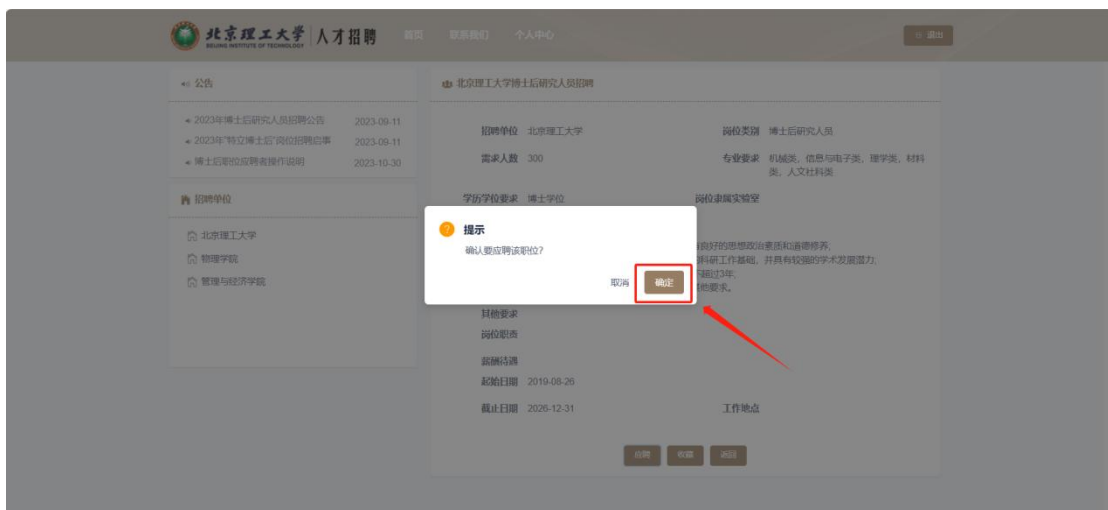 北京理工大学 人才招聘
BEIJING INSTITUTE OF TECHNOLOGY
首页 联系我们 个人中心
退出
公告
2023年博士后研究人员招聘公告 2023-09-11
2023年"特立博士后"岗位招聘启事 2023-09-11
博士后职位应聘者操作说明 2023-10-30
招聘单位
北京理工大学
物理学院
管理与经济学院
北京理工大学博士后研究人员招聘
招聘单位 北京理工大学 岗位类别 博士后研究人员
需求人数 300 专业要求 机械类，信息与电子类，理学类，材料
类，人文社科类
学历学位要求 博士学位 岗位隶属实验室
提示
确认要应聘该职位?
取消 确定
良好的思想政治素质和道德修养;
科研工作基础，并具有较强的学术发展潜力;
超过3年;
他要求。
其他要求
岗位职责
薪酬待遇
起始日期 2019-08-26
截止日期 2026-12-31 工作地点
应聘 收藏 返回